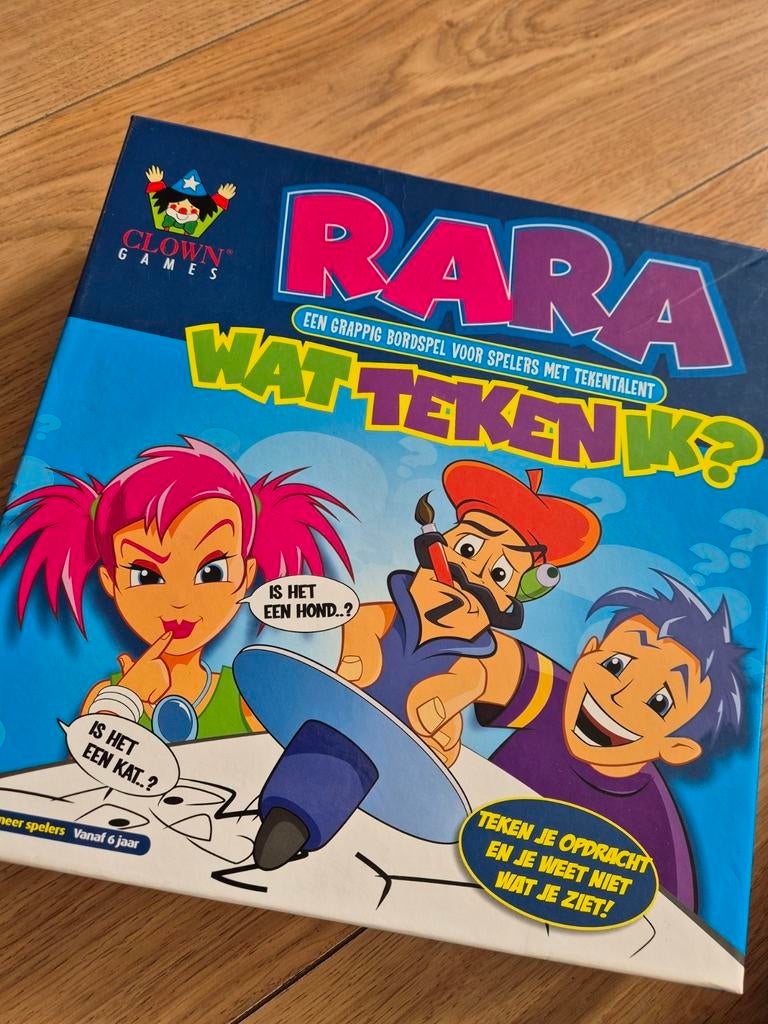 CLOWN®
GAMES
RARA
EEN GRAPPIG BORDSPEL VOOR SPELERS MET TEKENTALENT
WAT TEKEN IK?
IS HET
EEN HOND..?
IS HET
EEN KAT..?
meer spelers Vanaf 6 jaar
TEKEN JE OPDRACHT
EN JE WEET NIET
WAT JE ZIET!